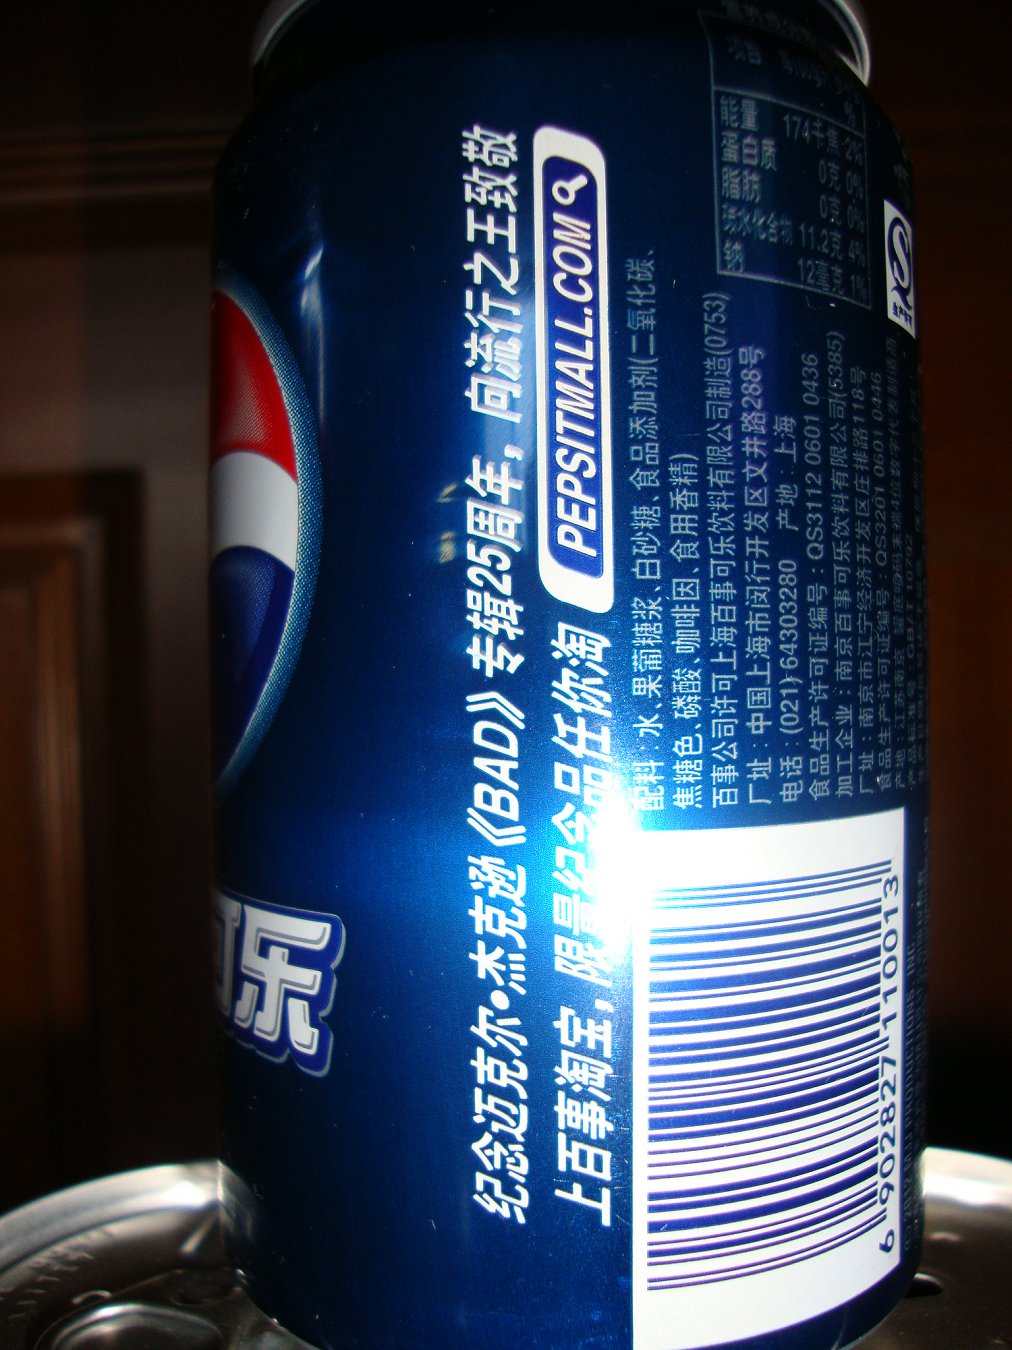 纪念迈克尔•杰克逊《BAD》专辑25周年，向流行之王致敬
上百事淘宝，限量纪念品任你淘 PEPSITMALL.COM
配料：水、果葡糖浆、白砂糖、食品添加剂(二氧化碳、
焦糖色、磷酸、咖啡因、食用香精)
百事公司许可上海百事可乐饮料有限公司制造(0753)
厂址：中国上海市闵行开发区文井路288号
电话：(021)64303280 产地：上海
食品生产许可证编号：QS3112 0601 0436
加工企业：南京百事可乐饮料有限公司(5385)
厂址：南京市江宁经济开发区庄排路118号
食品生产许可证编号：QS3201 0601 0446
产地：江苏南京
能量 174千焦 2%
蛋白质 0克 0%
脂肪 0克 0%
碳水化合物 11.2克 4%
钠 12毫克 1%
6 902827 110013
乐